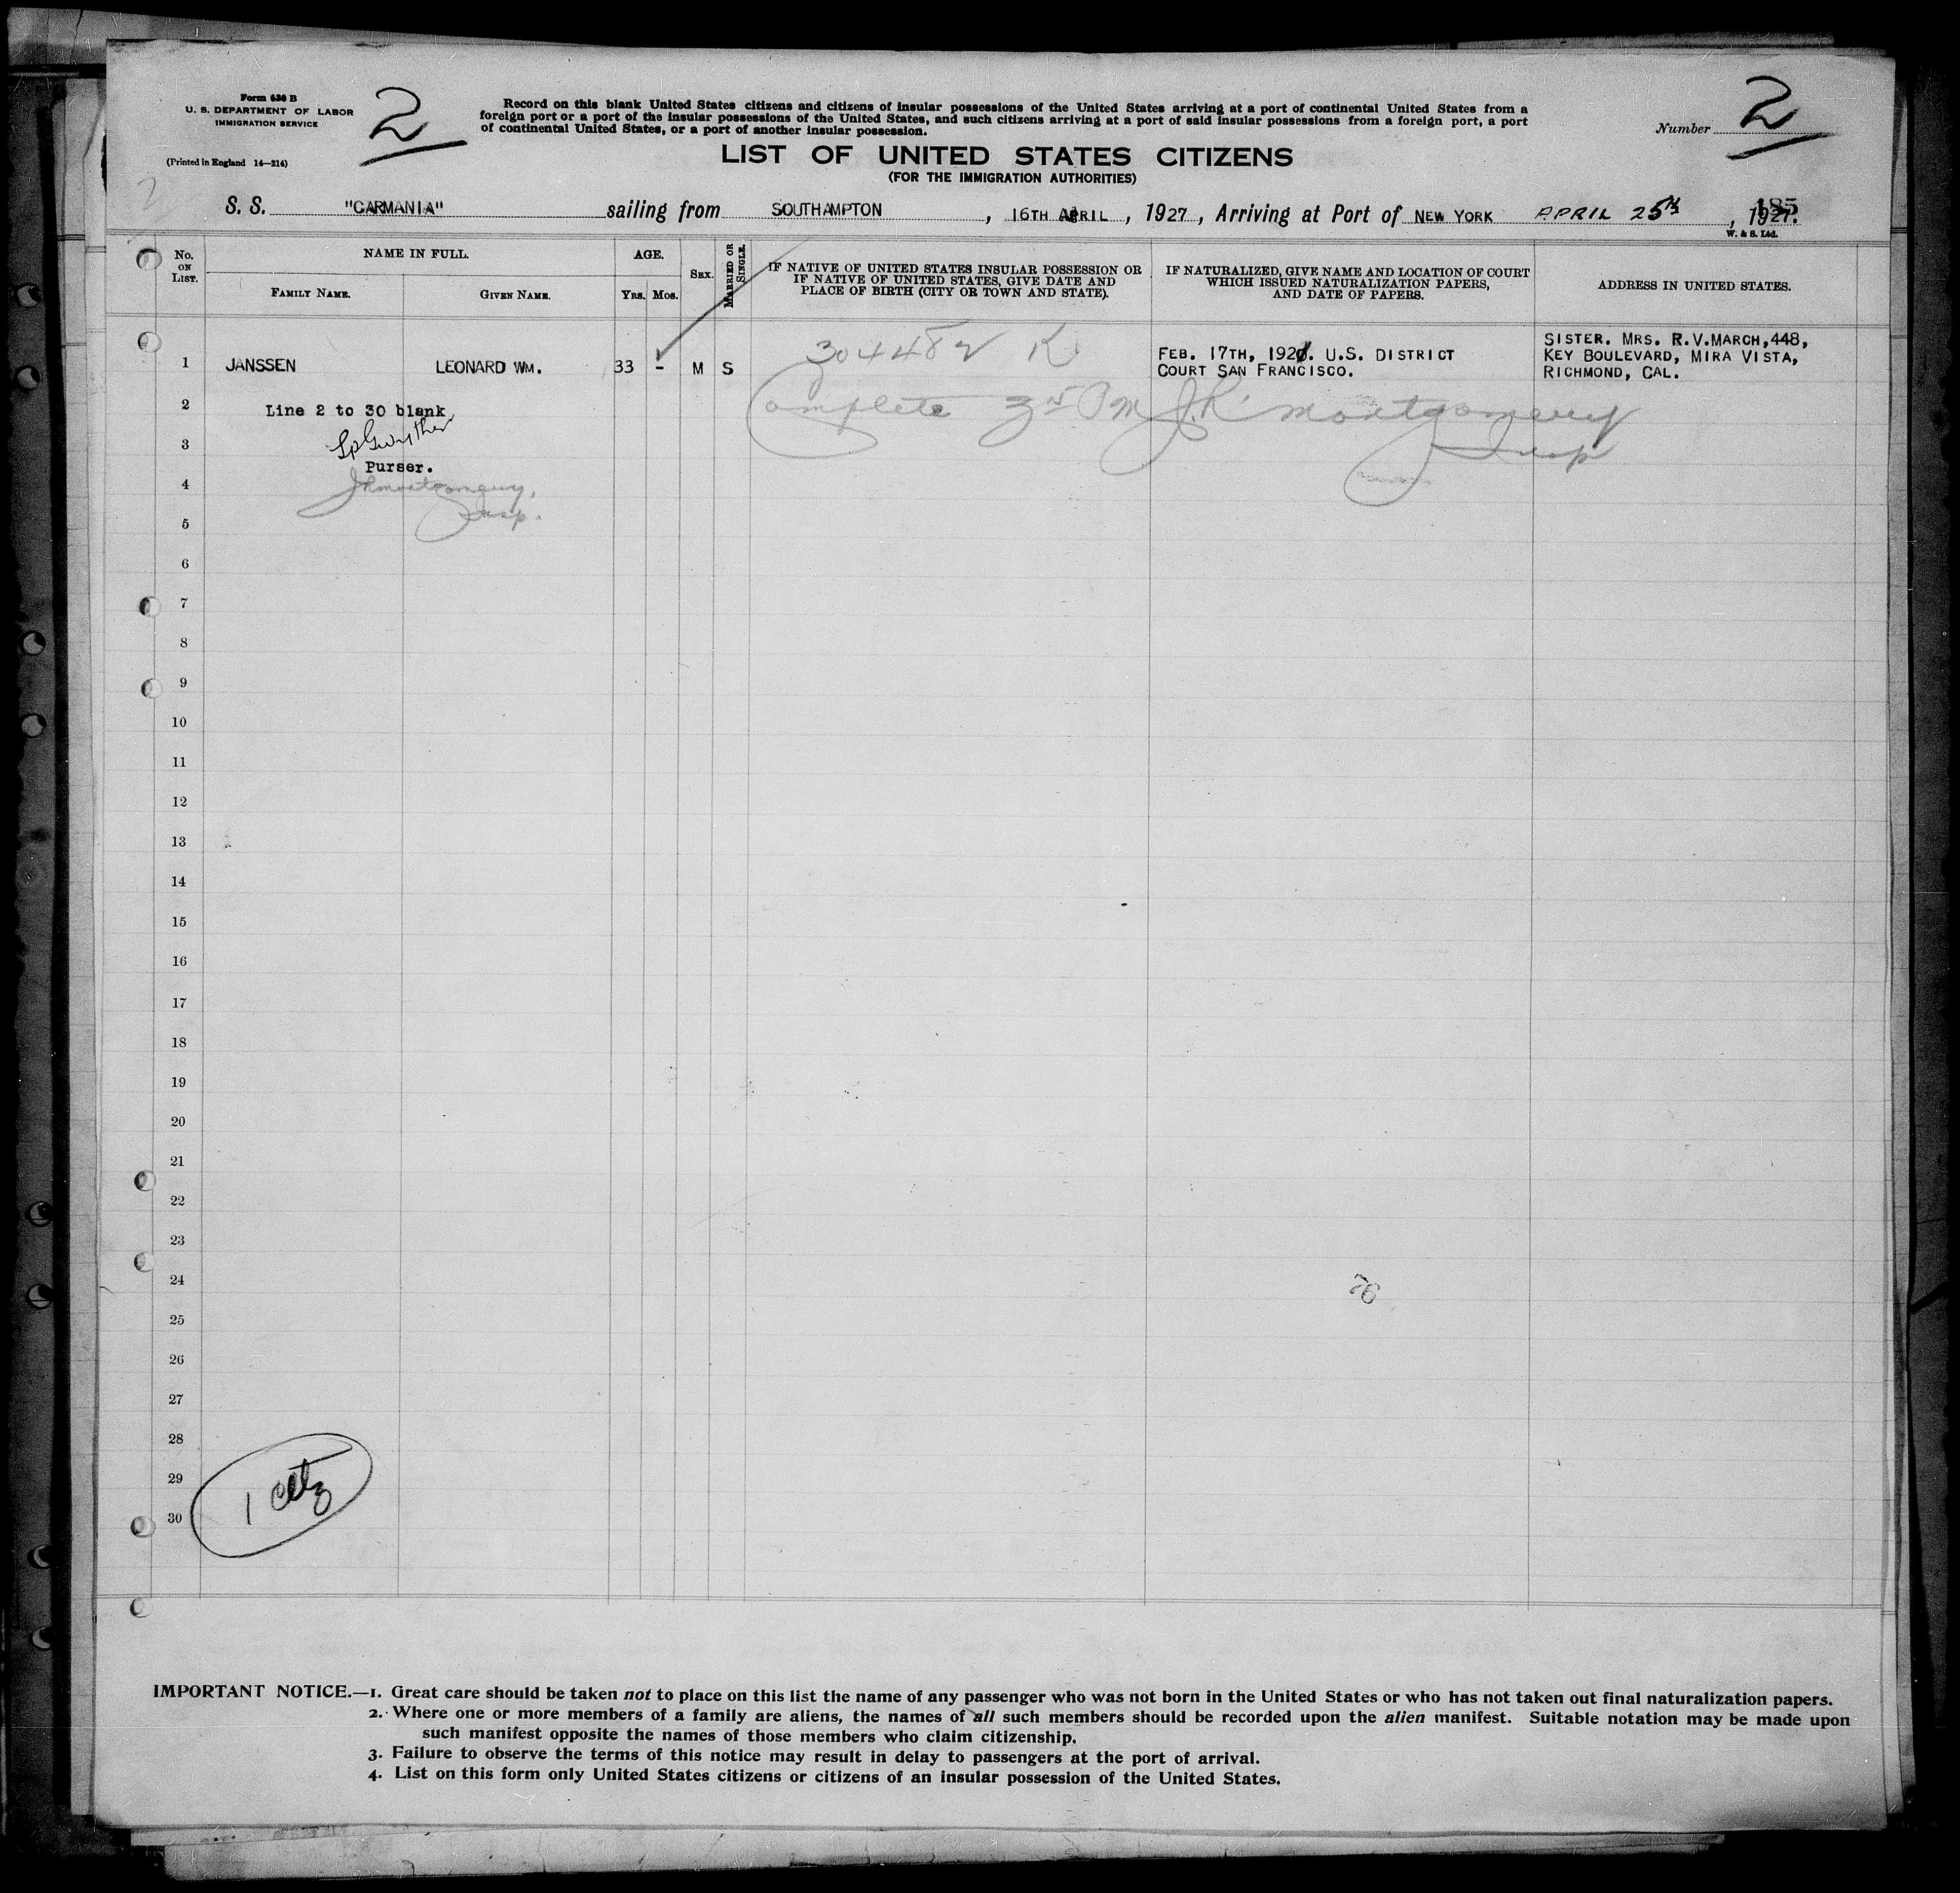 Form 630 B
U. S. DEPARTMENT OF LABOR
IMMIGRATION SERVICE
(Printed in England 14—214)
2
Record on this blank United States citizens and citizens of insular possessions of the United States arriving at a port of continental United States from a
foreign port or a port of the insular possessions of the United States, and such citizens arriving at a port of said insular possessions from a foreign port, a port
of continental United States, or a port of another insular possession.
Number 2
LIST OF UNITED STATES CITIZENS
(FOR THE IMMIGRATION AUTHORITIES)
185
S. S. "CARMANIA" sailing from SOUTHAMPTON, 16TH APRIL, 1927, Arriving at Port of NEW YORK APRIL 25th, 1927.
W. & S. Ltd.
No. ON LIST.
NAME IN FULL.
FAMILY NAME.
GIVEN NAME.
AGE.
YRS. MOS.
SEX.
MARRIED OR SINGLE.
IF NATIVE OF UNITED STATES INSULAR POSSESSION OR
IF NATIVE OF UNITED STATES, GIVE DATE AND
PLACE OF BIRTH (CITY OR TOWN AND STATE).
IF NATURALIZED, GIVE NAME AND LOCATION OF COURT
WHICH ISSUED NATURALIZATION PAPERS,
AND DATE OF PAPERS.
ADDRESS IN UNITED STATES.
304482 K
1 JANSSEN LEONARD WM. 33 - M S
FEB. 17TH, 192 . U.S. DISTRICT
COURT SAN FRANCISCO.
SISTER. MRS. R.V.MARCH,448,
KEY BOULEVARD, MIRA VISTA,
RICHMOND, CAL.
2 Line 2 to 30 blank
Complete J.R. Montgomery
Insp
3
Purser.
4 J.R. Montgomery,
Insp.
5
6
7
8
9
10
11
12
13
14
15
16
17
18
19
20
21
22
23
24
76
25
26
27
28
29
1 citz
30
IMPORTANT NOTICE.—1. Great care should be taken not to place on this list the name of any passenger who was not born in the United States or who has not taken out final naturalization papers.
2. Where one or more members of a family are aliens, the names of all such members should be recorded upon the alien manifest. Suitable notation may be made upon
such manifest opposite the names of those members who claim citizenship.
3. Failure to observe the terms of this notice may result in delay to passengers at the port of arrival.
4. List on this form only United States citizens or citizens of an insular possession of the United States.